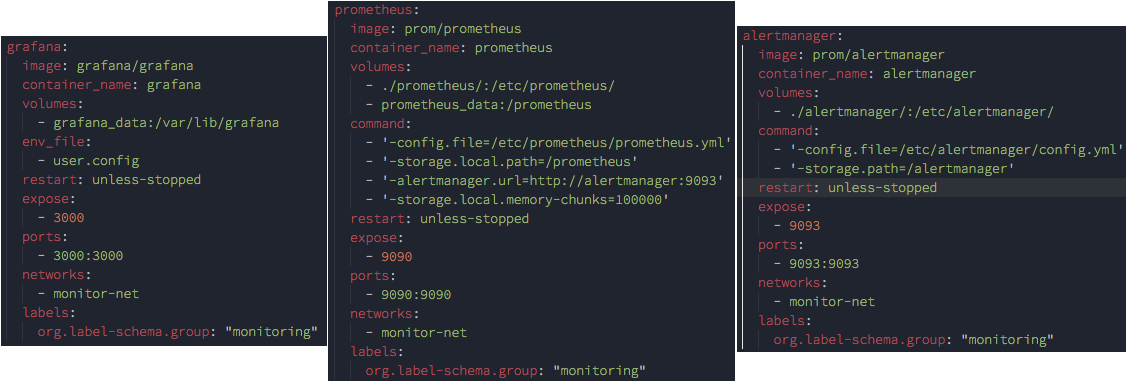 grafana:
  image: grafana/grafana
  container_name: grafana
  volumes:
    - grafana_data:/var/lib/grafana
  env_file:
    - user.config
  restart: unless-stopped
  expose:
    - 3000
  ports:
    - 3000:3000
  networks:
    - monitor-net
  labels:
    org.label-schema.group: "monitoring"
prometheus:
  image: prom/prometheus
  container_name: prometheus
  volumes:
    - ./prometheus/:/etc/prometheus/
    - prometheus_data:/prometheus
  command:
    - '-config.file=/etc/prometheus/prometheus.yml'
    - '-storage.local.path=/prometheus'
    - '-alertmanager.url=http://alertmanager:9093'
    - '-storage.local.memory-chunks=100000'
  restart: unless-stopped
  expose:
    - 9090
  ports:
    - 9090:9090
  networks:
    - monitor-net
  labels:
    org.label-schema.group: "monitoring"
alertmanager:
  image: prom/alertmanager
  container_name: alertmanager
  volumes:
    - ./alertmanager/:/etc/alertmanager/
  command:
    - '-config.file=/etc/alertmanager/config.yml'
    - '-storage.path=/alertmanager'
  restart: unless-stopped
  expose:
    - 9093
  ports:
    - 9093:9093
  networks:
    - monitor-net
  labels:
    org.label-schema.group: "monitoring"